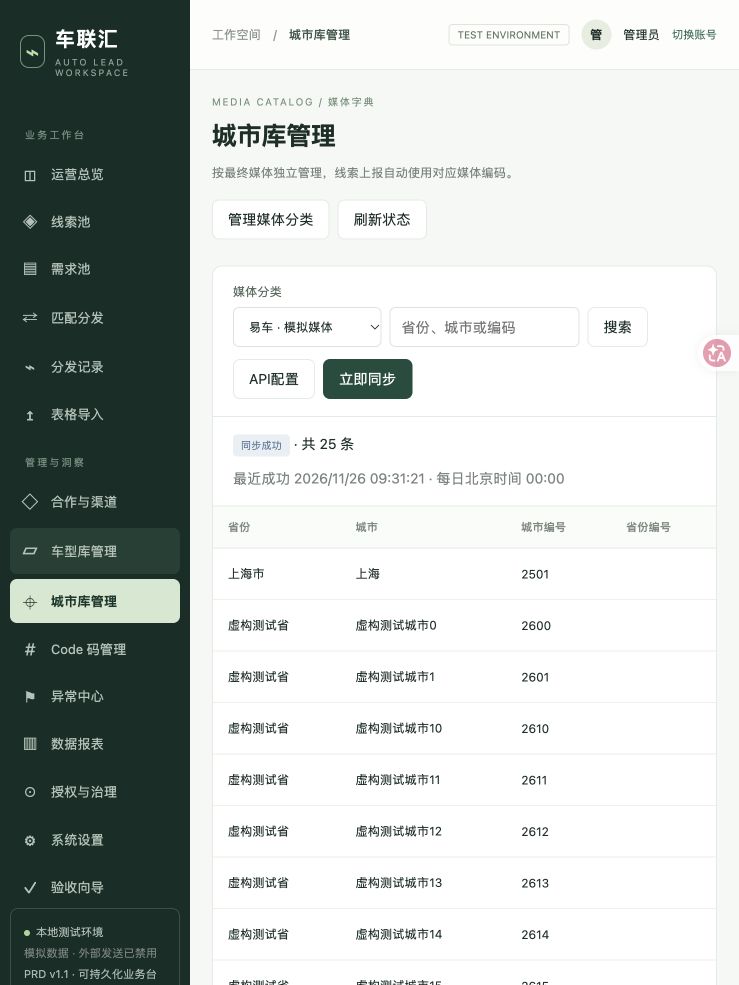 车联汇
AUTO LEAD
WORKSPACE
业务工作台
运营总览
线索池
需求池
匹配分发
分发记录
表格导入
管理与洞察
合作与渠道
车型库管理
城市库管理
Code 码管理
异常中心
数据报表
授权与治理
系统设置
验收向导
本地测试环境
模拟数据 · 外部发送已禁用
PRD v1.1 · 可持久化业务台
工作空间 / 城市库管理
TEST ENVIRONMENT
管 管理员 切换账号
MEDIA CATALOG / 媒体字典
城市库管理
按最终媒体独立管理，线索上报自动使用对应媒体编码。
管理媒体分类 刷新状态
媒体分类
易车 · 模拟媒体 省份、城市或编码 搜索
API配置 立即同步
同步成功 · 共 25 条
最近成功 2026/11/26 09:31:21 · 每日北京时间 00:00
省份 城市 城市编号 省份编号
上海市 上海 2501
虚构测试省 虚构测试城市0 2600
虚构测试省 虚构测试城市1 2601
虚构测试省 虚构测试城市10 2610
虚构测试省 虚构测试城市11 2611
虚构测试省 虚构测试城市12 2612
虚构测试省 虚构测试城市13 2613
虚构测试省 虚构测试城市14 2614